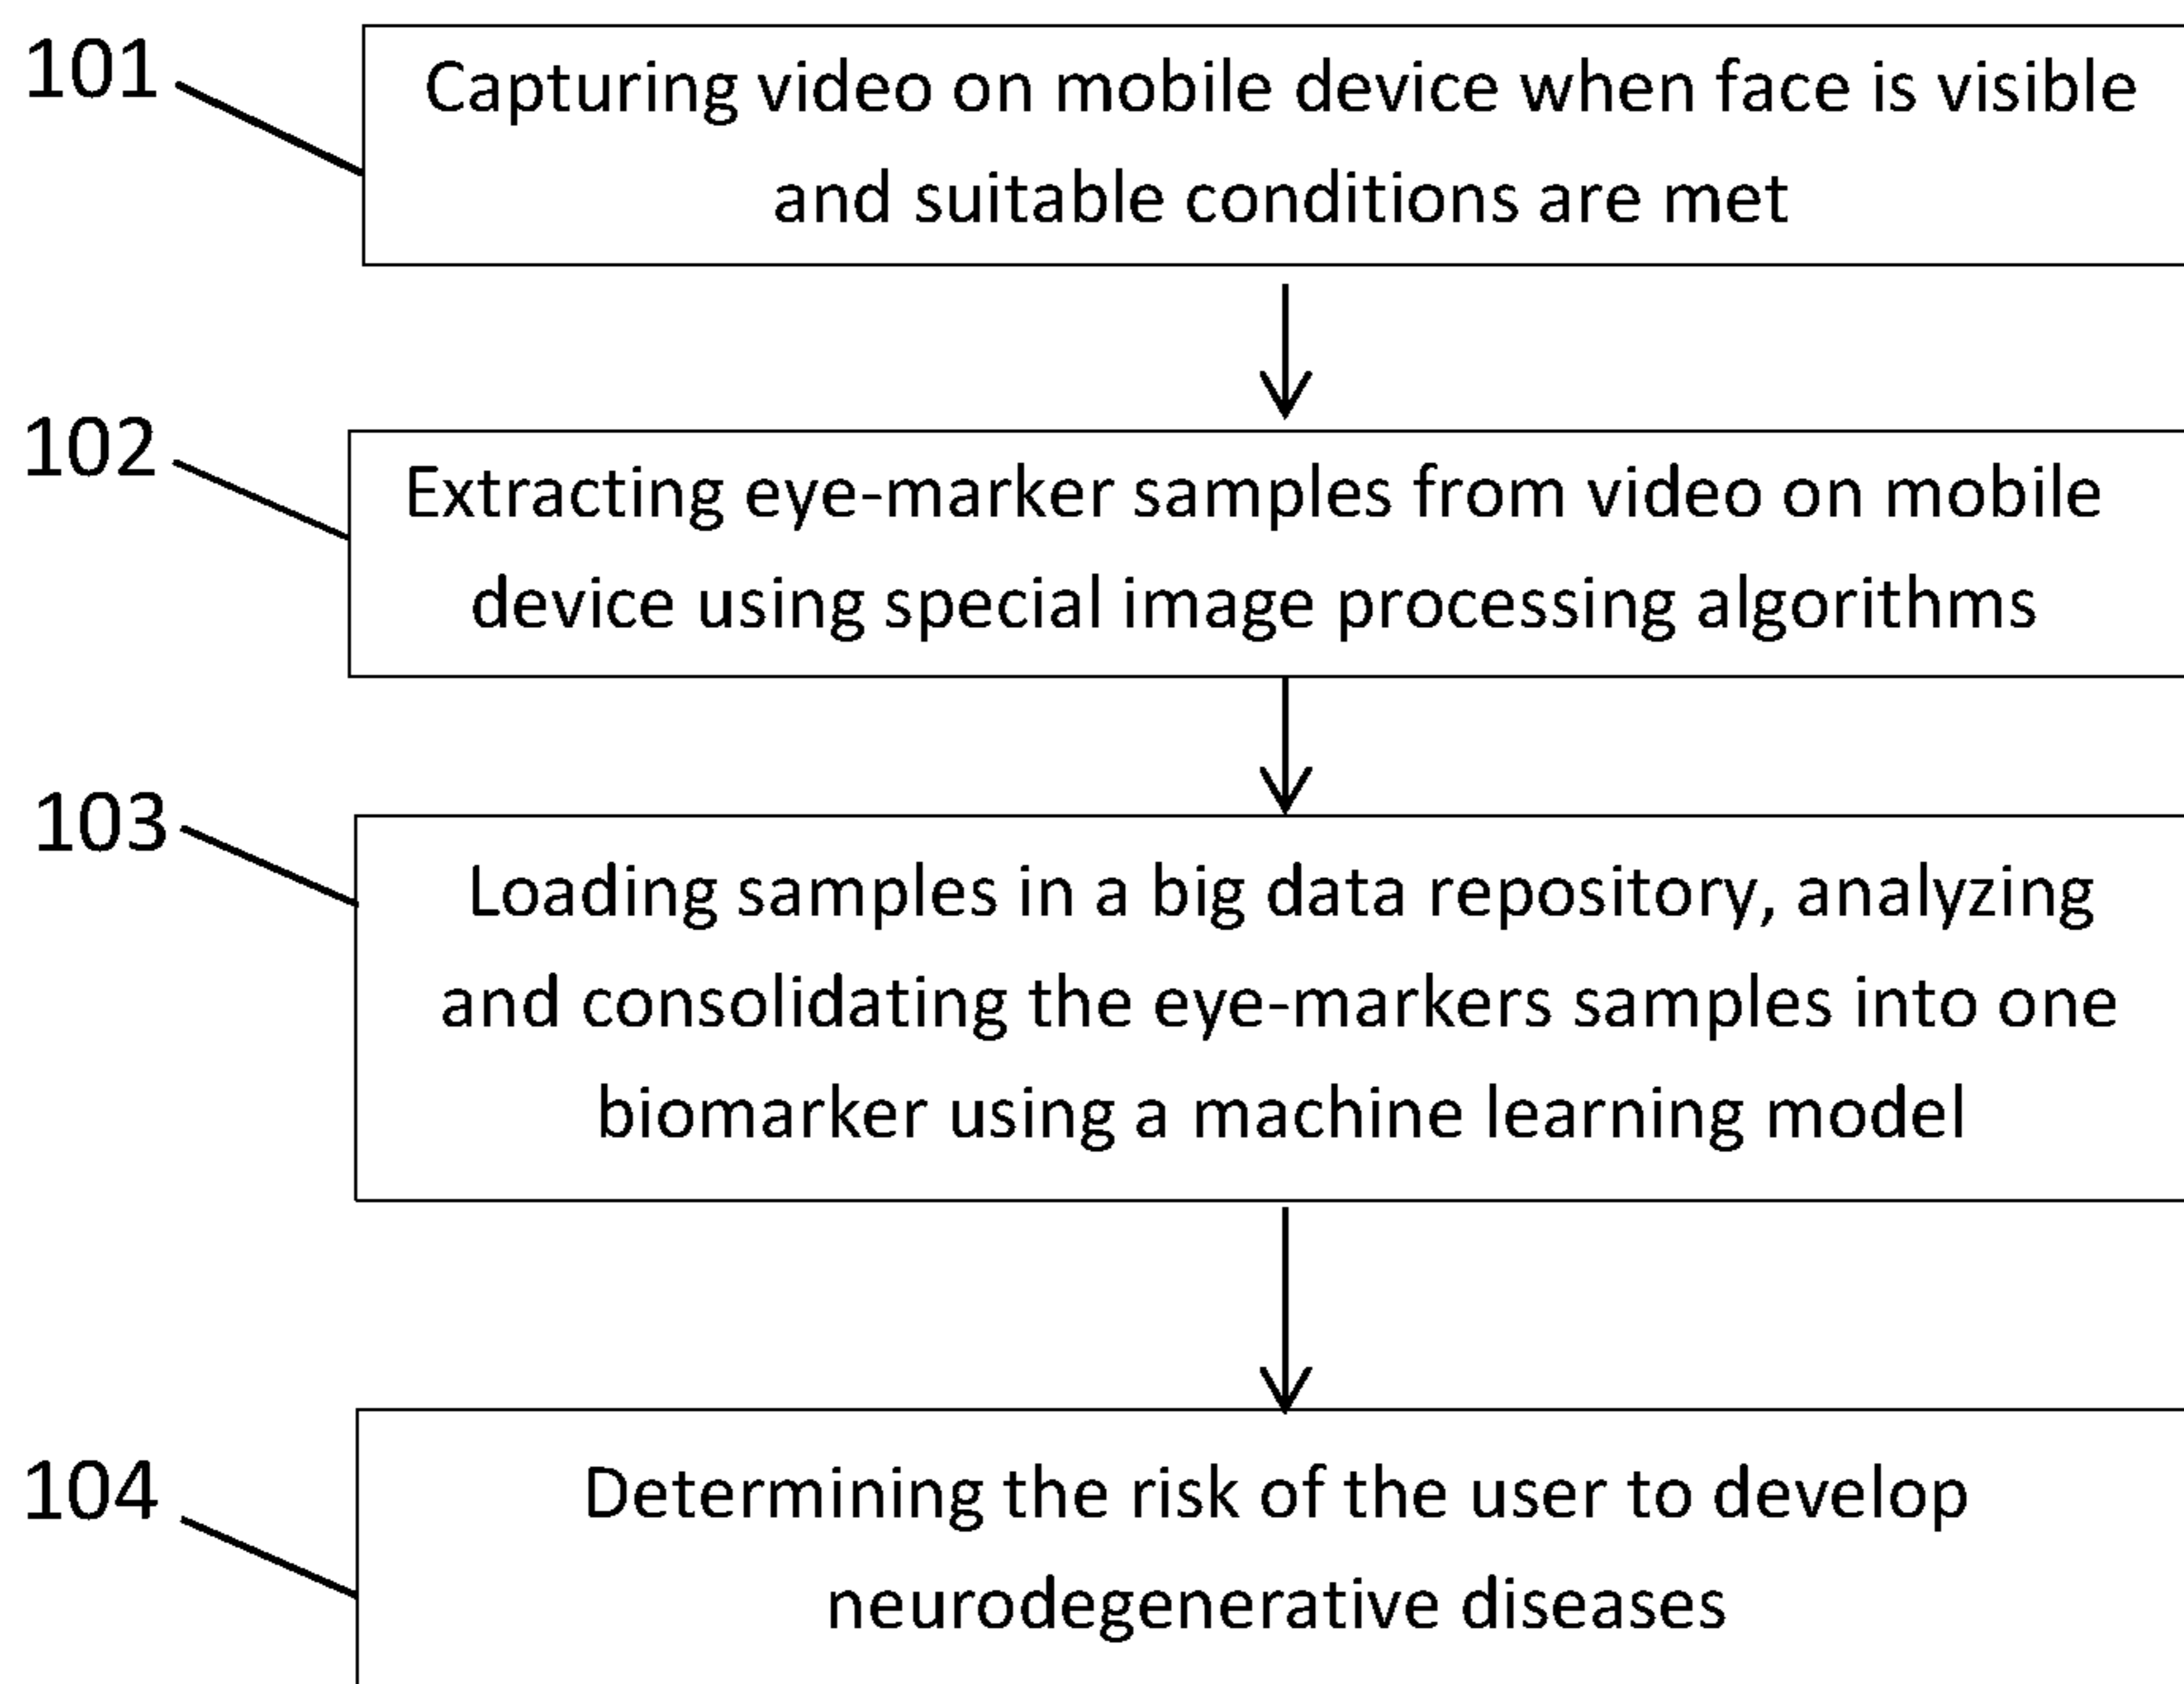 101
Capturing video on mobile device when face is visible
and suitable conditions are met
102
Extracting eye-marker samples from video on mobile
device using special image processing algorithms
103
Loading samples in a big data repository, analyzing
and consolidating the eye-markers samples into one
biomarker using a machine learning model
104
Determining the risk of the user to develop
neurodegenerative diseases